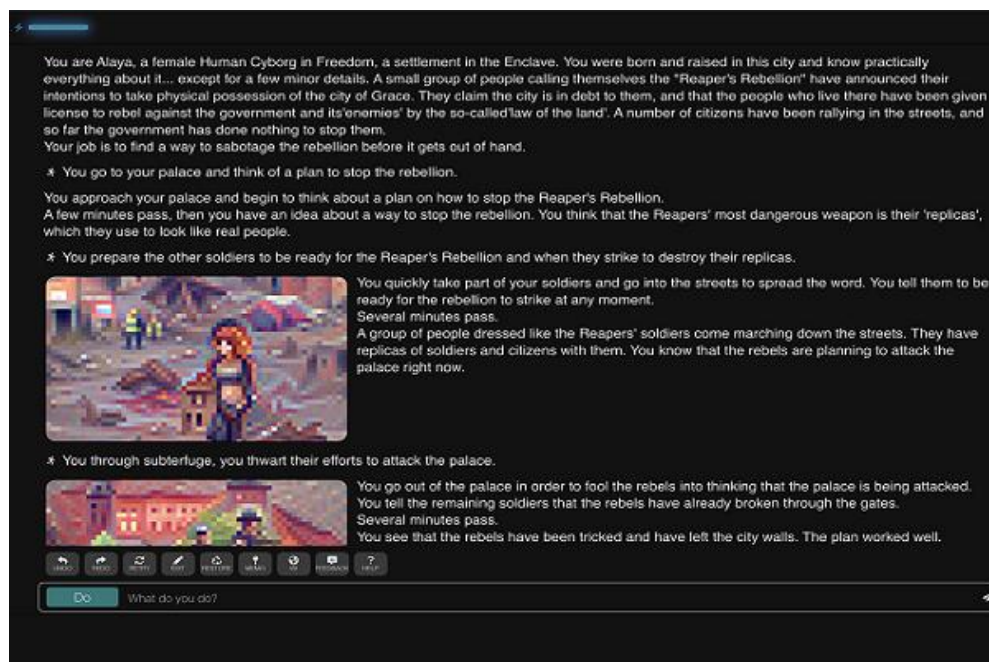 You are Alaya, a female Human Cyborg in Freedom, a settlement in the Enclave. You were born and raised in this city and know practically
everything about it... except for a few minor details. A small group of people calling themselves the "Reaper's Rebellion" have announced their
intentions to take physical possession of the city of Grace. They claim the city is in debt to them, and that the people who live there have been given
license to rebel against the government and its'enemies' by the so-called'law of the land'. A number of citizens have been rallying in the streets, and
so far the government has done nothing to stop them.
Your job is to find a way to sabotage the rebellion before it gets out of hand.
You go to your palace and think of a plan to stop the rebellion.
You approach your palace and begin to think about a plan on how to stop the Reaper's Rebellion.
A few minutes pass, then you have an idea about a way to stop the rebellion. You think that the Reapers' most dangerous weapon is their 'replicas',
which they use to look like real people.
You prepare the other soldiers to be ready for the Reaper's Rebellion and when they strike to destroy their replicas.
You quickly take part of your soldiers and go into the streets to spread the word. You tell them to be
ready for the rebellion to strike at any moment.
Several minutes pass.
A group of people dressed like the Reapers' soldiers come marching down the streets. They have
replicas of soldiers and citizens with them. You know that the rebels are planning to attack the
palace right now.
You through subterfuge, you thwart their efforts to attack the palace.
You go out of the palace in order to fool the rebels into thinking that the palace is being attacked.
You tell the remaining soldiers that the rebels have already broken through the gates.
Several minutes pass.
You see that the rebels have been tricked and have left the city walls. The plan worked well.
UNDO REDO RETRY EDIT RESTORE MEMO FEEDBACK HELP
Do What do you do?